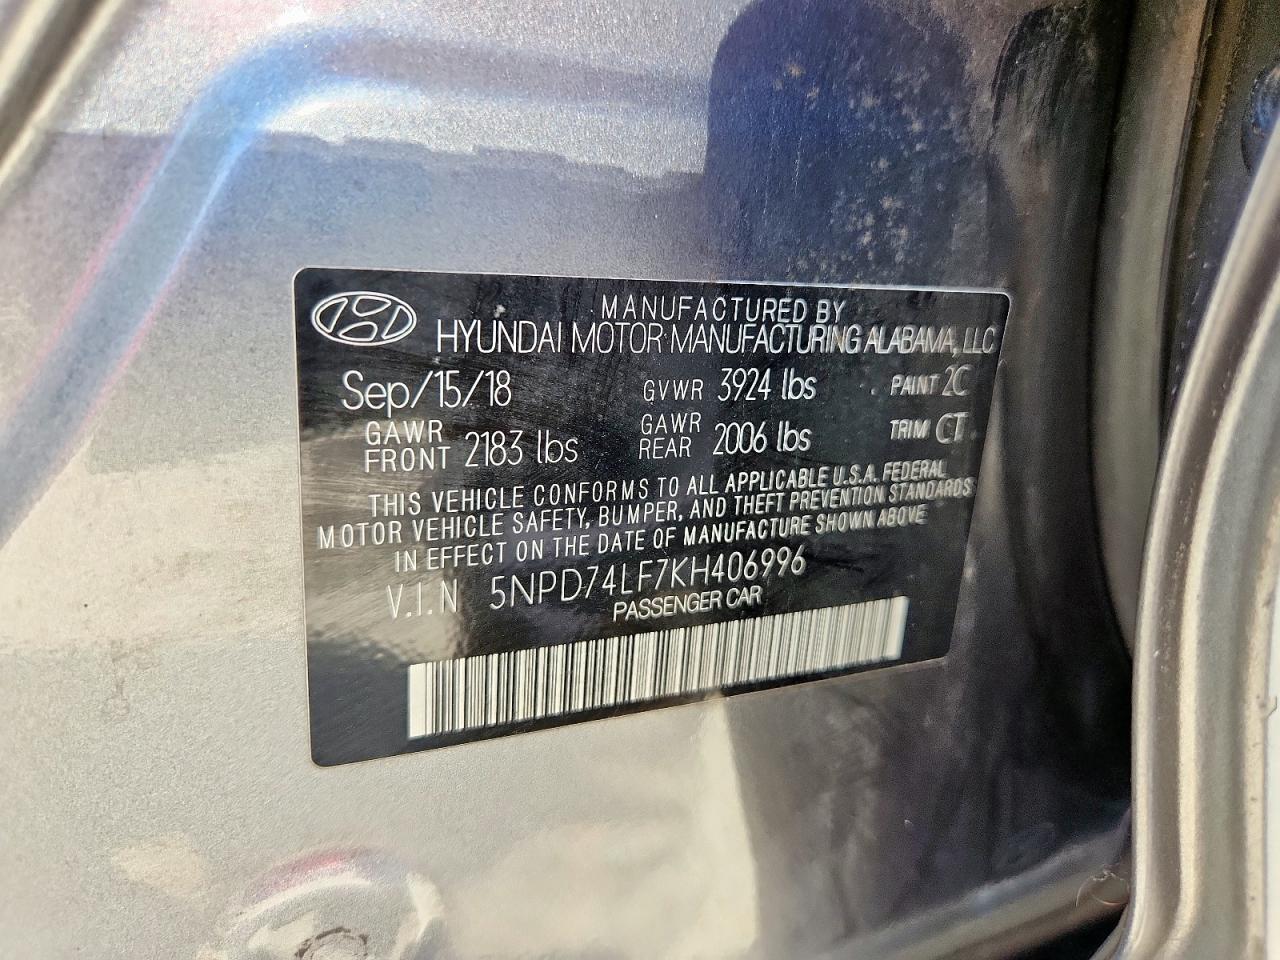 MANUFACTURED BY
HYUNDAI MOTOR MANUFACTURING ALABAMA, LLC
Sep/15/18 GVWR 3924 lbs PAINT 2C
GAWR FRONT 2183 lbs GAWR REAR 2006 lbs TRIM CT
THIS VEHICLE CONFORMS TO ALL APPLICABLE U.S.A. FEDERAL
MOTOR VEHICLE SAFETY, BUMPER, AND THEFT PREVENTION STANDARDS
IN EFFECT ON THE DATE OF MANUFACTURE SHOWN ABOVE
V.I.N 5NPD74LF7KH406996
PASSENGER CAR